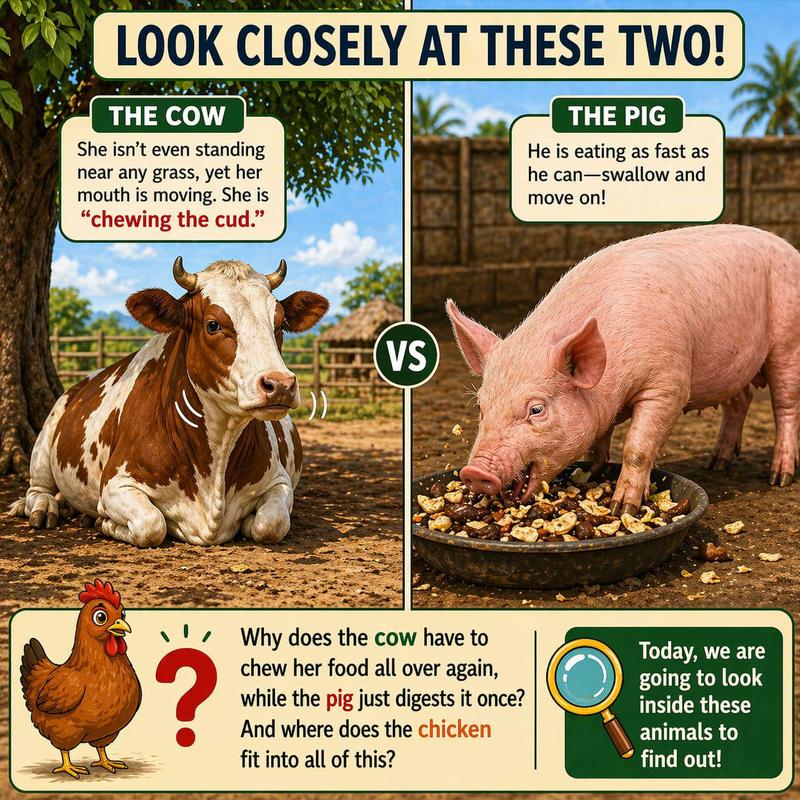 LOOK CLOSELY AT THESE TWO!
THE COW
She isn't even standing
near any grass, yet her
mouth is moving. She is
"chewing the cud."
THE PIG
He is eating as fast as
he can—swallow and
move on!
VS
?
Why does the cow have to
chew her food all over again,
while the pig just digests it once?
And where does the chicken
fit into all of this?
Today, we are
going to look
inside these
animals to
find out!